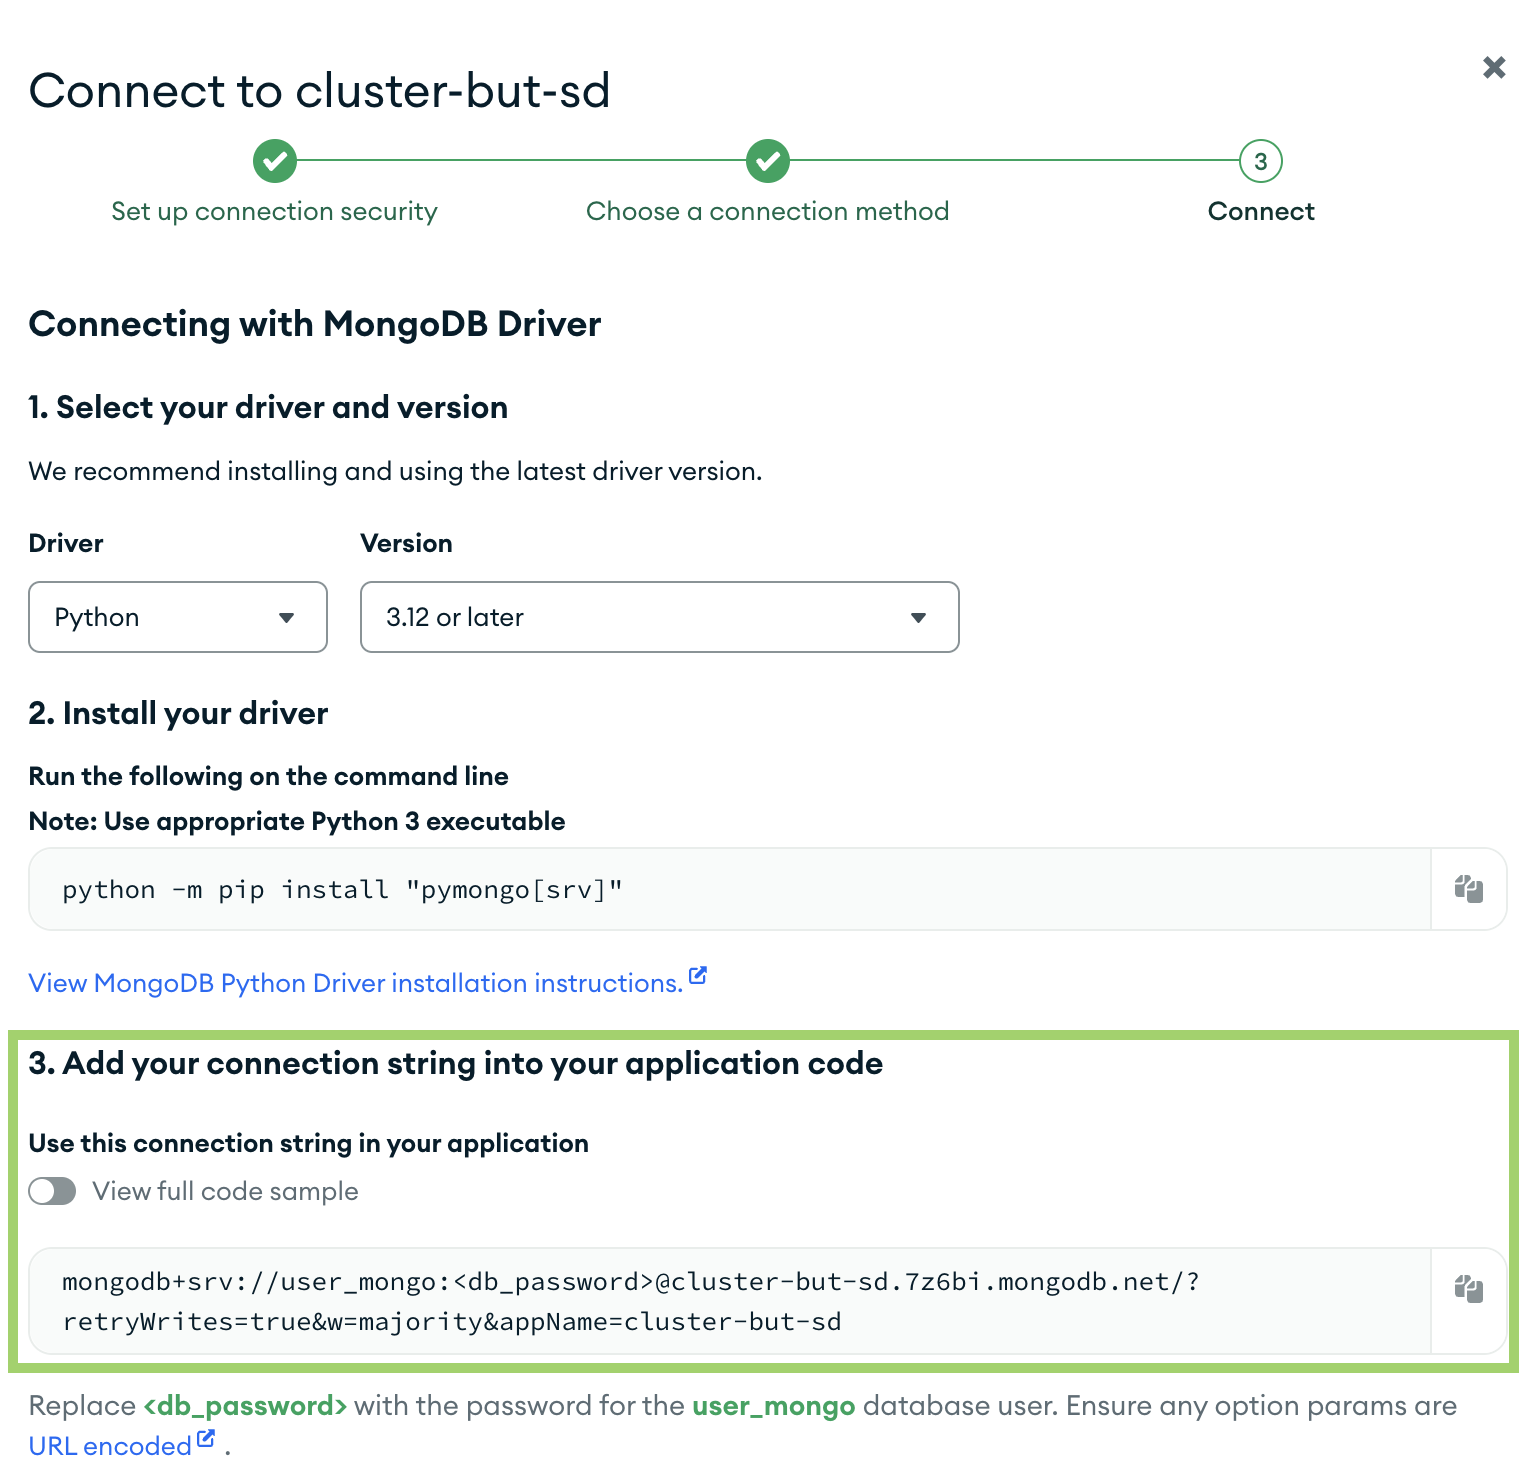 Connect to cluster-but-sd
Set up connection security
Choose a connection method
3
Connect
Connecting with MongoDB Driver
1. Select your driver and version
We recommend installing and using the latest driver version.
Driver
Version
Python
3.12 or later
2. Install your driver
Run the following on the command line
Note: Use appropriate Python 3 executable
python -m pip install "pymongo[srv]"
View MongoDB Python Driver installation instructions.
3. Add your connection string into your application code
Use this connection string in your application
View full code sample
mongodb+srv://user_mongo:<db_password>@cluster-but-sd.7z6bi.mongodb.net/?
retryWrites=true&w=majority&appName=cluster-but-sd
Replace <db_password> with the password for the user_mongo database user. Ensure any option params are
URL encoded .